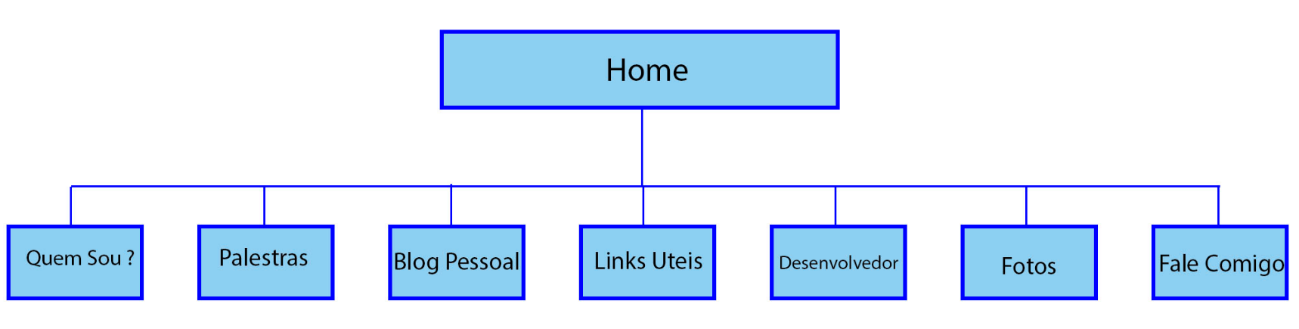 Home
Quem Sou ?
Palestras
Blog Pessoal
Links Uteis
Desenvolvedor
Fotos
Fale Comigo